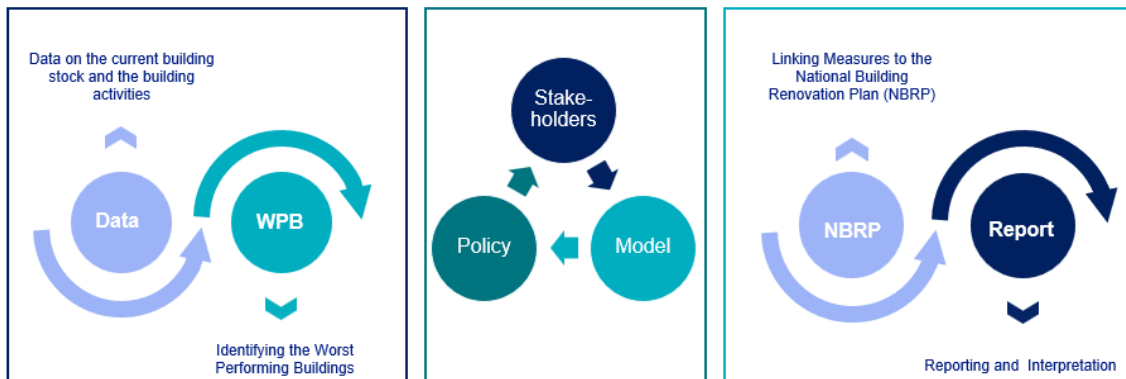 Data on the current building
stock and the building
activities
Data
WPB
Identifying the Worst
Performing Buildings
Stake-
holders
Policy
Model
Linking Measures to the
National Building
Renovation Plan (NBRP)
NBRP
Report
Reporting and Interpretation